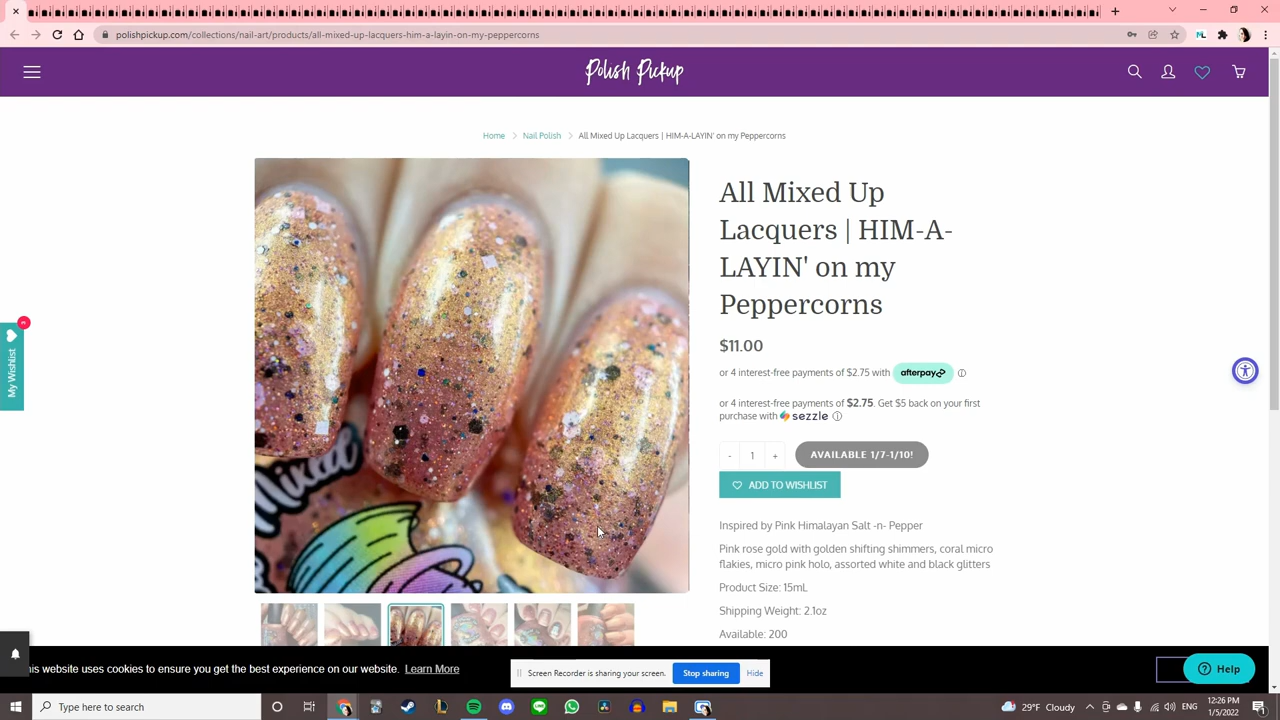 polishpickup.com/collections/nail-art/products/all-mixed-up-lacquers-him-a-layin-on-my-peppercorns
Polish Pickup
Home > Nail Polish > All Mixed Up Lacquers | HIM-A-LAYIN' on my Peppercorns
All Mixed Up
Lacquers | HIM-A-
LAYIN' on my
Peppercorns
$11.00
or 4 interest-free payments of $2.75 with afterpay
or 4 interest-free payments of $2.75. Get $5 back on your first
purchase with sezzle
- 1 + AVAILABLE 1/7-1/10!
ADD TO WISHLIST
My Wishlist
Mixed
Inspired by Pink Himalayan Salt -n- Pepper
Pink rose gold with golden shifting shimmers, coral micro
flakies, micro pink holo, assorted white and black glitters
Product Size: 15mL
Shipping Weight: 2.1oz
Available: 200
his website uses cookies to ensure you get the best experience on our website. Learn More
Screen Recorder is sharing your screen. Stop sharing Hide
Help
Type here to search
29°F Cloudy
12:26 PM
1/5/2022